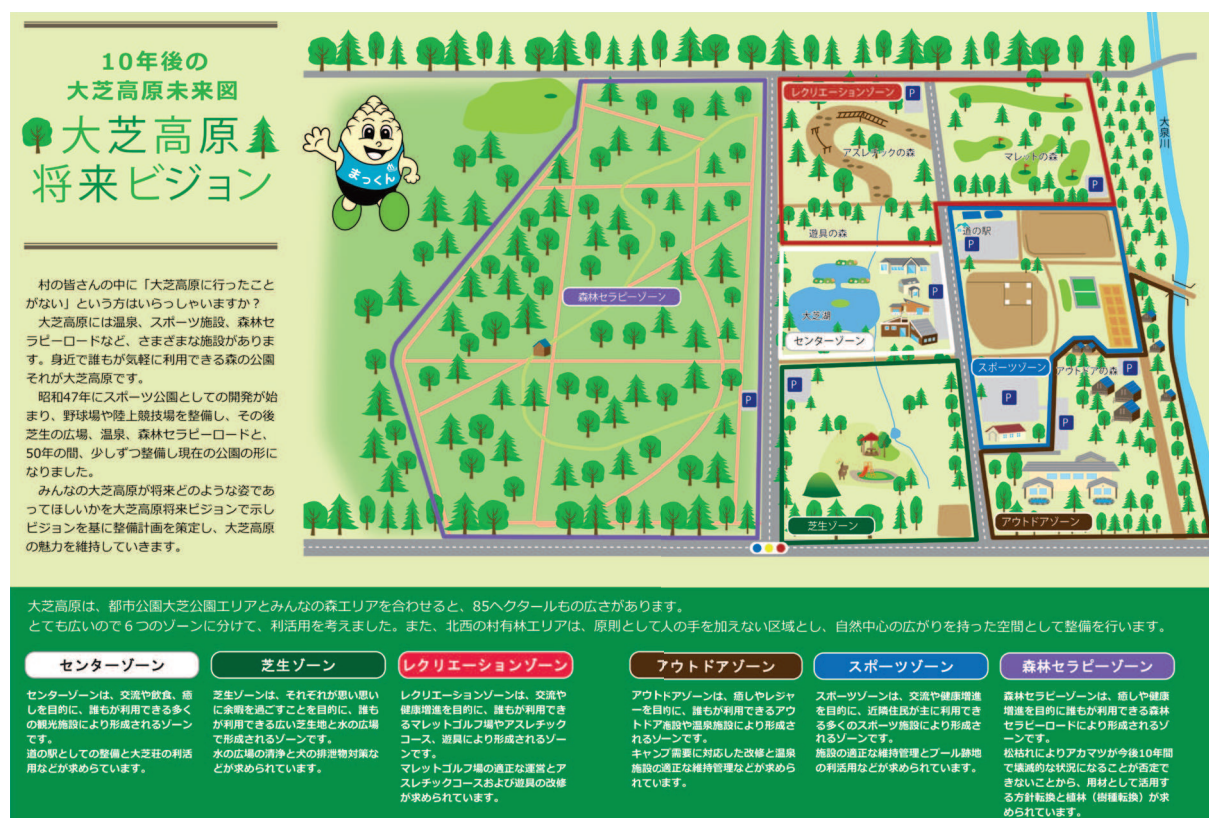 10年後の
大芝高原未来図
大芝高原
将来ビジョン
村の皆さんの中に「大芝高原に行ったこと
がない」という方はいらっしゃいますか?
大芝高原には温泉、スポーツ施設、森林セ
ラピーロードなど、さまざまな施設がありま
す。身近で誰もが気軽に利用できる森の公園
それが大芝高原です。
昭和47年にスポーツ公園としての開発が始
まり、野球場や陸上競技場を整備し、その後
芝生の広場、温泉、森林セラピーロードと、
50年の間、少しずつ整備し現在の公園の形に
なりました。
みんなの大芝高原が将来どのような姿であ
ってほしいかを大芝高原将来ビジョンで示し
ビジョンを基に整備計画を策定し、大芝高原
の魅力を維持していきます。
まっくん
レクリエーションゾーン
P
アスレチックの森
マレットの森
P
大泉川
遊具の森
道の駅
P
森林セラピーゾーン
大芝湖
P
センターゾーン
スポーツゾーン
アウトドアの森
P
P
P
P
P
芝生ゾーン
アウトドアゾーン
大芝高原は、都市公園大芝公園エリアとみんなの森エリアを合わせると、85ヘクタールもの広さがあります。
とても広いので6つのゾーンに分けて、利活用を考えました。また、北西の村有林エリアは、原則として人の手を加えない区域とし、自然中心の広がりを持った空間として整備を行います。
センターゾーン
センターゾーンは、交流や飲食、癒
しを目的に、誰もが利用できる多く
の観光施設により形成されるゾーン
です。
道の駅としての整備と大芝荘の利活
用などが求められています。
芝生ゾーン
芝生ゾーンは、それぞれが思い思い
に余暇を過ごすことを目的に、誰も
が利用できる広い芝生地と水の広場
で形成されるゾーンです。
水の広場の清浄と犬の排泄物対策な
どが求められています。
レクリエーションゾーン
レクリエーションゾーンは、交流や
健康増進を目的に、誰もが利用でき
るマレットゴルフ場やアスレチック
コース、遊具により形成されるゾー
ンです。
マレットゴルフ場の適正な運営とア
スレチックコースおよび遊具の改修
が求められています。
アウトドアゾーン
アウトドアゾーンは、癒しやレジャ
ーを目的に、誰もが利用できるアウ
トドア施設や温泉施設により形成さ
れるゾーンです。
キャンプ需要に対応した改修と温泉
施設の適正な維持管理などが求めら
れています。
スポーツゾーン
スポーツゾーンは、交流や健康増進
を目的に、近隣住民が主に利用でき
る多くのスポーツ施設により形成さ
れるゾーンです。
施設の適正な維持管理とプール跡地
の利活用などが求められています。
森林セラピーゾーン
森林セラピーゾーンは、癒しや健康
増進を目的に誰もが利用できる森林
セラピーロードにより形成されるゾ
ーンです。
松枯れによりアカマツが今後10年間
で壊滅的な状況になることが否定で
きないことから、用材として活用す
る方針転換と植林(樹種転換)が求
められています。